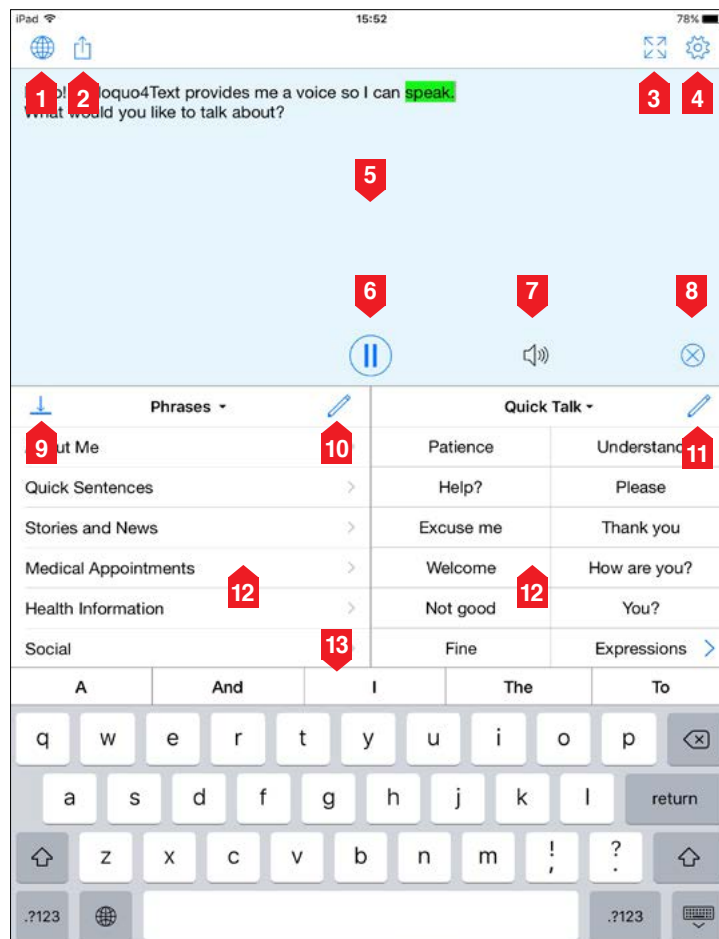 iPad 15:52 78%
1 2 3 4
oquo4Text provides me a voice so I can speak.
What would you like to talk about?
5
6 7 8
Phrases Quick Talk
9 10 11
ut Me Patience Understand
Quick Sentences Help? Please
Stories and News Excuse me Thank you
Medical Appointments Welcome How are you?
12 12
Health Information Not good You?
Social 13 Fine Expressions
A And I The To
q w e r t y u i o p
a s d f g h j k l return
z x c v b n m ! , ? .
.?123 .?123